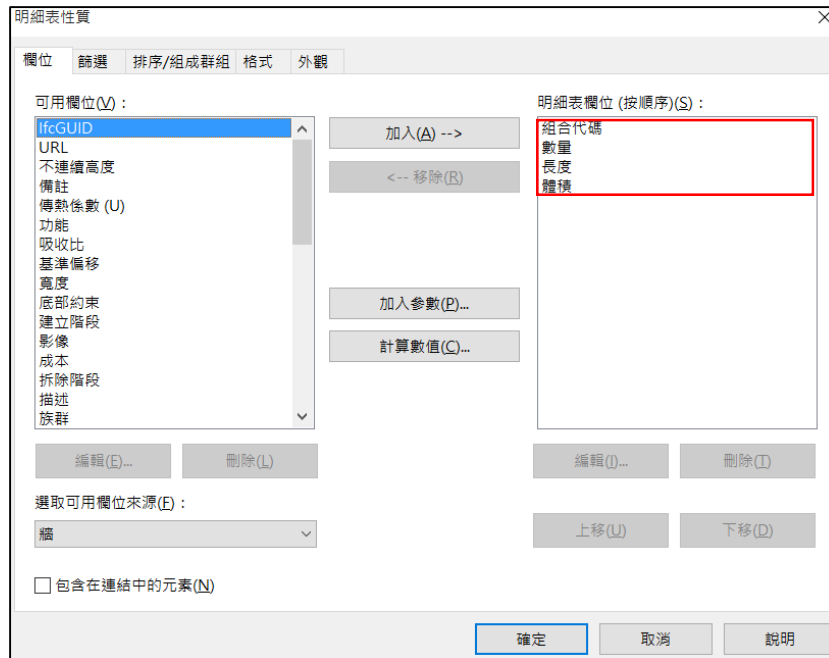 明細表性質
欄位 篩選 排序/組成群組 格式 外觀
可用欄位(V)：
IfcGUID
URL
不連續高度
備註
傳熱係數 (U)
功能
吸收比
基準偏移
寬度
底部約束
建立階段
影像
成本
拆除階段
描述
族群
加入(A) -->
<-- 移除(R)
加入參數(P)...
計算數值(C)...
明細表欄位 (按順序)(S)：
組合代碼
數量
長度
體積
編輯(E)... 刪除(L)
編輯(I)... 刪除(T)
選取可用欄位來源(F)：
牆
上移(U) 下移(D)
包含在連結中的元素(N)
確定 取消 說明